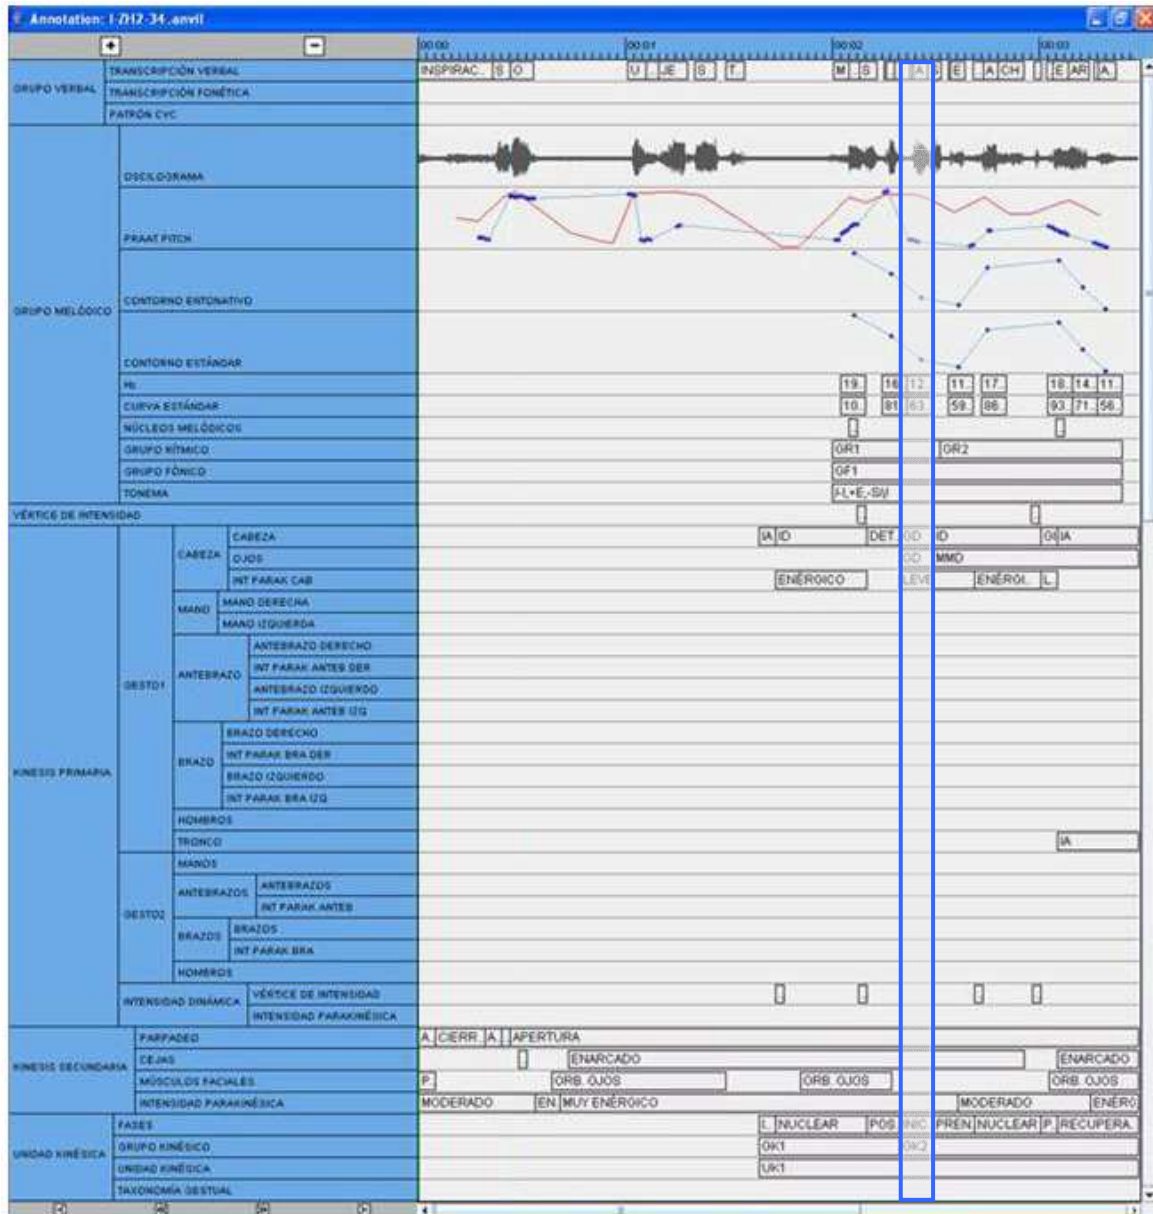 Annotation: I-ZH2-34.anvil
00:00 00:01 00:02 00:03
GRUPO VERBAL
TRANSCRIPCIÓN VERBAL INSPIRAC.. S O U .. JE S T.. M.. S A E ..A CH E AR
TRANSCRIPCIÓN FONÉTICA
PATRÓN CYC
GRUPO MELÓDICO
OSCILOGRAMA
PRAAT PITCH
CONTORNO ENTONATIVO
CONTORNO ESTÁNDAR
Hz 19.. 16 12.. 11.. 17.. 18.. 14.. 11..
CURVA ESTÁNDAR 10.. 81 63.. 59.. 86.. 93.. 71.. 56..
NÚCLEOS MELÓDICOS
GRUPO RÍTMICO GR1 GR2
GRUPO FÓNICO GF1
TONEMA
VÉRTICE DE INTENSIDAD
KINESIS PRIMARIA
GESTO1
CABEZA
CABEZA IA ID DET.. GD ID IA
OJOS GD MMD
INT PARAK CAB ENÉRGICO LEVE ENÉRGI.. L..
MANO
MANO DERECHA
MANO IZQUIERDA
ANTEBRAZO
ANTEBRAZO DERECHO
INT PARAK ANTEB DER
ANTEBRAZO IZQUIERDO
INT PARAK ANTEB IZQ
BRAZO
BRAZO DERECHO
INT PARAK BRA DER
BRAZO IZQUIERDO
INT PARAK BRA IZQ
HOMBROS
TRONCO IA
GESTO2
MANOS
ANTEBRAZOS
ANTEBRAZOS
INT PARAK ANTEB
BRAZOS
BRAZOS
INT PARAK BRA
HOMBROS
INTENSIDAD DINÁMICA
VÉRTICE DE INTENSIDAD
INTENSIDAD PARAKINÉSICA
KINESIS SECUNDARIA
PARPADEO A.. CIERR.. A.. APERTURA
CEJAS ENARCADO ENARCADO
MÚSCULOS FACIALES P.. ORB. OJOS ORB. OJOS ORB. OJOS
INTENSIDAD PARAKINÉSICA MODERADO EN.. MUY ENÉRGICO MODERADO ENÉRG
UNIDAD KINÉSICA
FASES I.. NUCLEAR POS.. INIC.. PREN NUCLEAR P.. RECUPERA..
GRUPO KINÉSICO GK1 GK2
UNIDAD KINÉSICA UK1
TAXONOMÍA GESTUAL